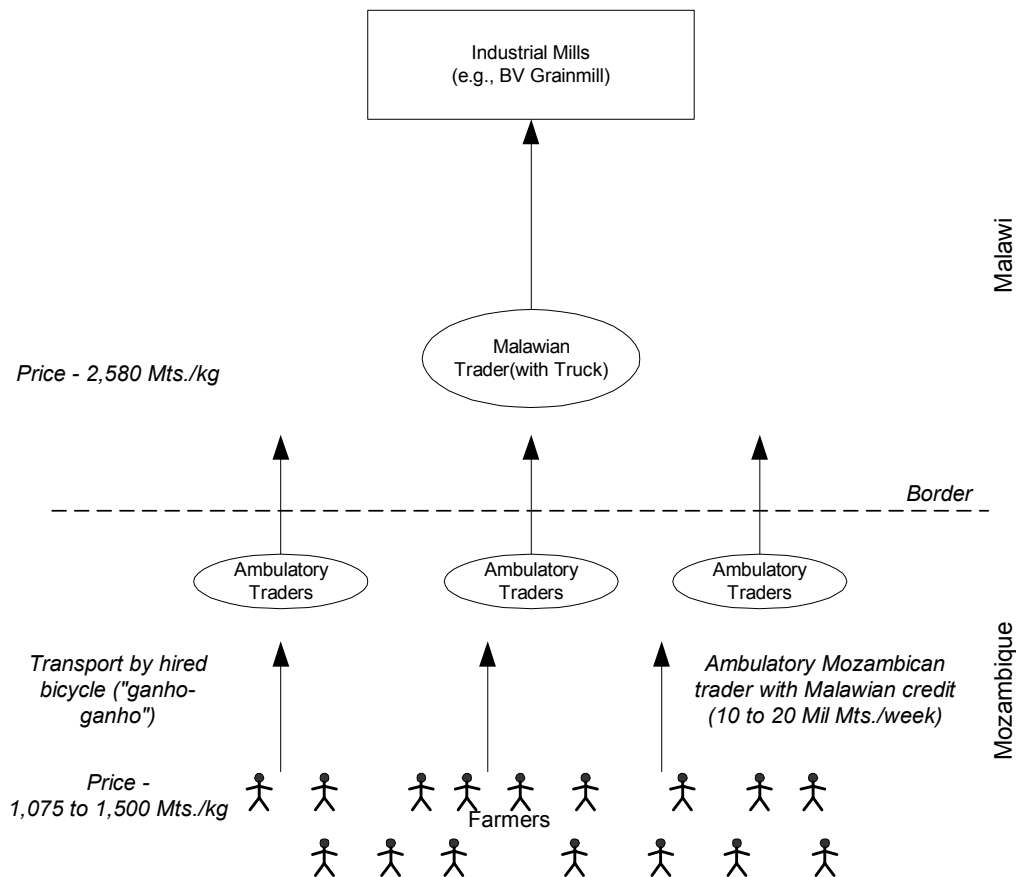 Industrial Mills
(e.g., BV Grainmill)
Malawi
Malawian
Trader(with Truck)
Price - 2,580 Mts./kg
Border
Ambulatory
Traders
Ambulatory
Traders
Ambulatory
Traders
Mozambique
Transport by hired
bicycle ("ganho-
ganho")
Ambulatory Mozambican
trader with Malawian credit
(10 to 20 Mil Mts./week)
Price -
1,075 to 1,500 Mts./kg
Farmers